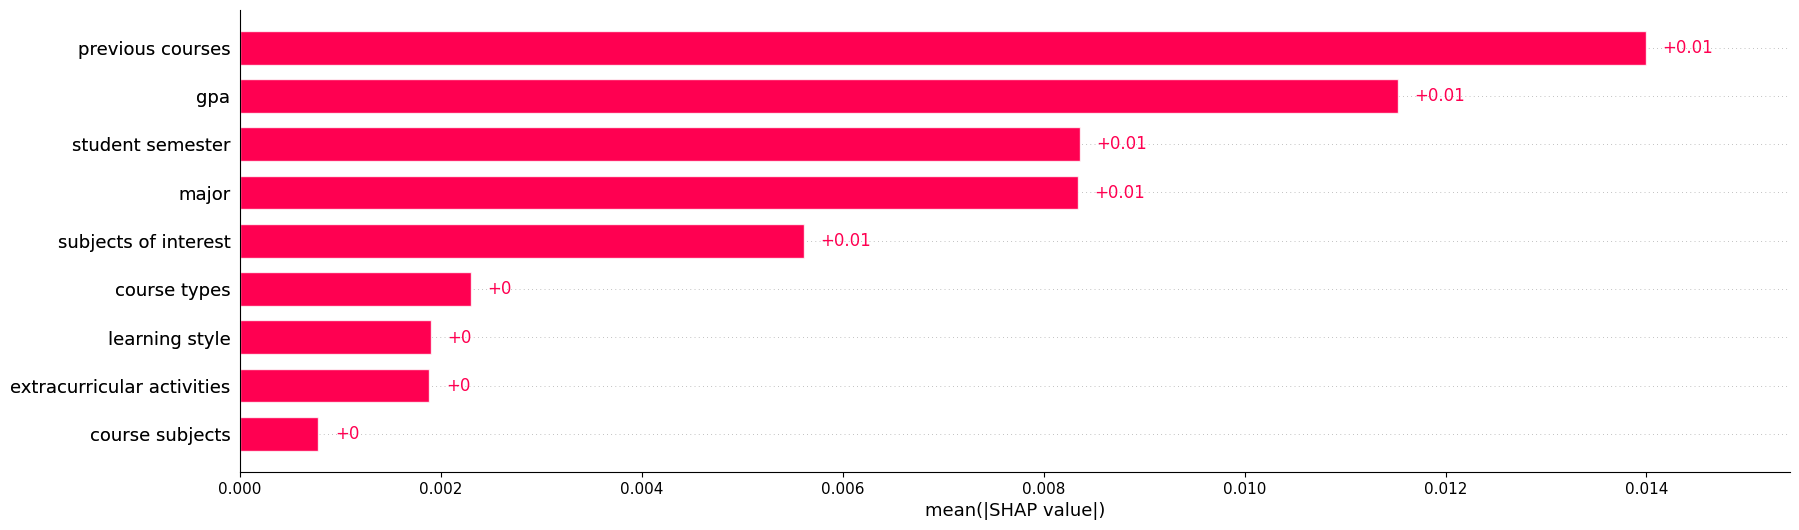 previous courses +0.01
gpa +0.01
student semester +0.01
major +0.01
subjects of interest +0.01
course types +0
learning style +0
extracurricular activities +0
course subjects +0
0.000 0.002 0.004 0.006 0.008 0.010 0.012 0.014
mean(|SHAP value|)